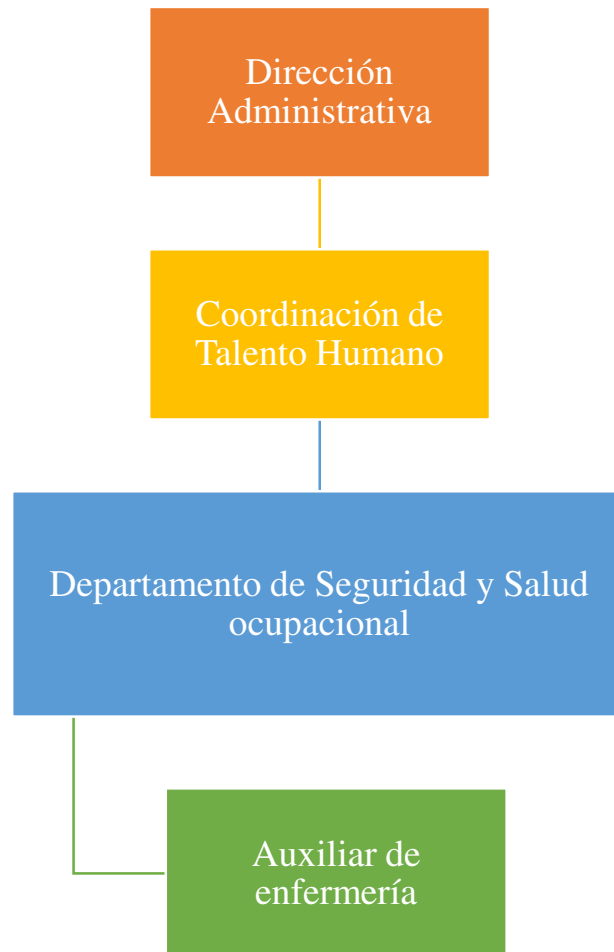 Dirección
Administrativa
Coordinación de
Talento Humano
Departamento de Seguridad y Salud
ocupacional
Auxiliar de
enfermería